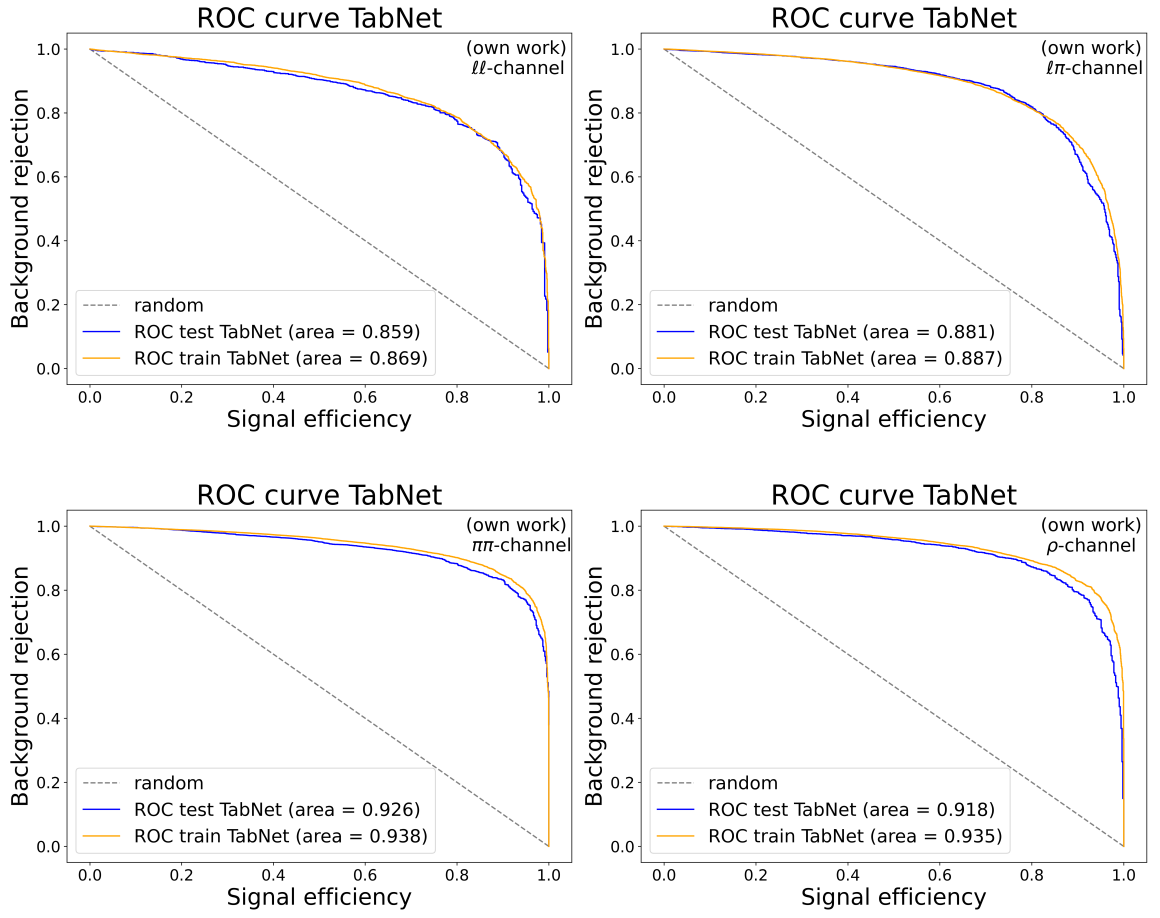 ROC curve TabNet
(own work)
ℓℓ-channel
Background rejection
1.0
0.8
0.6
0.4
0.2
0.0
random
ROC test TabNet (area = 0.859)
ROC train TabNet (area = 0.869)
0.0 0.2 0.4 0.6 0.8 1.0
Signal efficiency
ROC curve TabNet
(own work)
ℓπ-channel
Background rejection
1.0
0.8
0.6
0.4
0.2
0.0
random
ROC test TabNet (area = 0.881)
ROC train TabNet (area = 0.887)
0.0 0.2 0.4 0.6 0.8 1.0
Signal efficiency
ROC curve TabNet
(own work)
ππ-channel
Background rejection
1.0
0.8
0.6
0.4
0.2
0.0
random
ROC test TabNet (area = 0.926)
ROC train TabNet (area = 0.938)
0.0 0.2 0.4 0.6 0.8 1.0
Signal efficiency
ROC curve TabNet
(own work)
ρ-channel
Background rejection
1.0
0.8
0.6
0.4
0.2
0.0
random
ROC test TabNet (area = 0.918)
ROC train TabNet (area = 0.935)
0.0 0.2 0.4 0.6 0.8 1.0
Signal efficiency